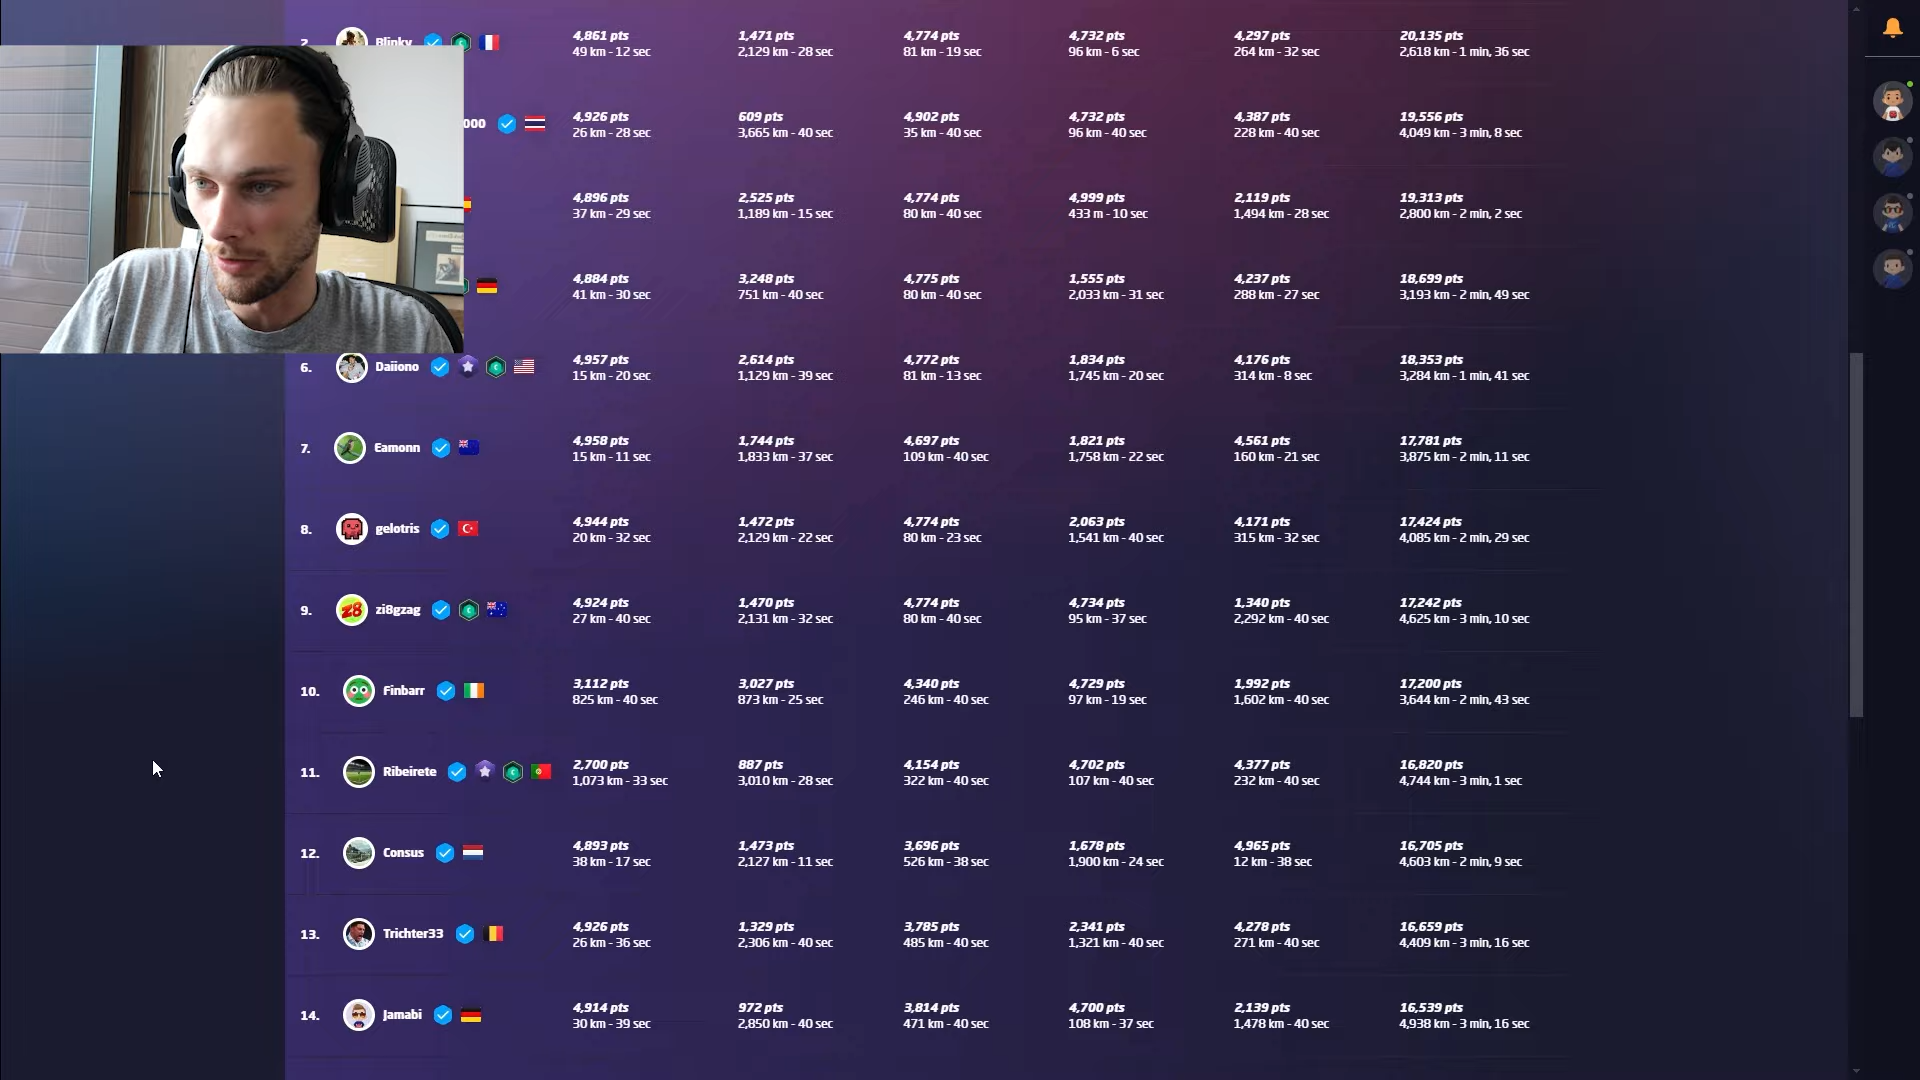 2. Blinky 4,861 pts 1,471 pts 4,774 pts 4,732 pts 4,297 pts 20,135 pts
49 km - 12 sec 2,129 km - 28 sec 81 km - 19 sec 96 km - 6 sec 264 km - 32 sec 2,618 km - 1 min, 36 sec
000 4,926 pts 609 pts 4,902 pts 4,732 pts 4,387 pts 19,556 pts
26 km - 28 sec 3,665 km - 40 sec 35 km - 40 sec 96 km - 40 sec 228 km - 40 sec 4,049 km - 3 min, 8 sec
4,896 pts 2,525 pts 4,774 pts 4,999 pts 2,119 pts 19,313 pts
37 km - 29 sec 1,189 km - 15 sec 80 km - 40 sec 433 m - 10 sec 1,494 km - 28 sec 2,800 km - 2 min, 2 sec
4,884 pts 3,248 pts 4,775 pts 1,555 pts 4,237 pts 18,699 pts
41 km - 30 sec 751 km - 40 sec 80 km - 40 sec 2,033 km - 31 sec 288 km - 27 sec 3,193 km - 2 min, 49 sec
6. Daiiono 4,957 pts 2,614 pts 4,772 pts 1,834 pts 4,176 pts 18,353 pts
15 km - 20 sec 1,129 km - 39 sec 81 km - 13 sec 1,745 km - 20 sec 314 km - 8 sec 3,284 km - 1 min, 41 sec
7. Eamonn 4,958 pts 1,744 pts 4,697 pts 1,821 pts 4,561 pts 17,781 pts
15 km - 11 sec 1,833 km - 37 sec 109 km - 40 sec 1,758 km - 22 sec 160 km - 21 sec 3,875 km - 2 min, 11 sec
8. gelotris 4,944 pts 1,472 pts 4,774 pts 2,063 pts 4,171 pts 17,424 pts
20 km - 32 sec 2,129 km - 22 sec 80 km - 23 sec 1,541 km - 40 sec 315 km - 32 sec 4,085 km - 2 min, 29 sec
9. Z8 zi8gzag 4,924 pts 1,470 pts 4,774 pts 4,734 pts 1,340 pts 17,242 pts
27 km - 40 sec 2,131 km - 32 sec 80 km - 40 sec 95 km - 37 sec 2,292 km - 40 sec 4,625 km - 3 min, 10 sec
10. Finbarr 3,112 pts 3,027 pts 4,340 pts 4,729 pts 1,992 pts 17,200 pts
825 km - 40 sec 873 km - 25 sec 246 km - 40 sec 97 km - 19 sec 1,602 km - 40 sec 3,644 km - 2 min, 43 sec
11. Ribeirete 2,700 pts 887 pts 4,154 pts 4,702 pts 4,377 pts 16,820 pts
1,073 km - 33 sec 3,010 km - 28 sec 322 km - 40 sec 107 km - 40 sec 232 km - 40 sec 4,744 km - 3 min, 1 sec
12. Consus 4,893 pts 1,473 pts 3,696 pts 1,678 pts 4,965 pts 16,705 pts
38 km - 17 sec 2,127 km - 11 sec 526 km - 38 sec 1,900 km - 24 sec 12 km - 38 sec 4,603 km - 2 min, 9 sec
13. Trichter33 4,926 pts 1,329 pts 3,785 pts 2,341 pts 4,278 pts 16,659 pts
26 km - 36 sec 2,306 km - 40 sec 485 km - 40 sec 1,321 km - 40 sec 271 km - 40 sec 4,409 km - 3 min, 16 sec
14. Jamabi 4,914 pts 972 pts 3,814 pts 4,700 pts 2,139 pts 16,539 pts
30 km - 39 sec 2,850 km - 40 sec 471 km - 40 sec 108 km - 37 sec 1,478 km - 40 sec 4,938 km - 3 min, 16 sec